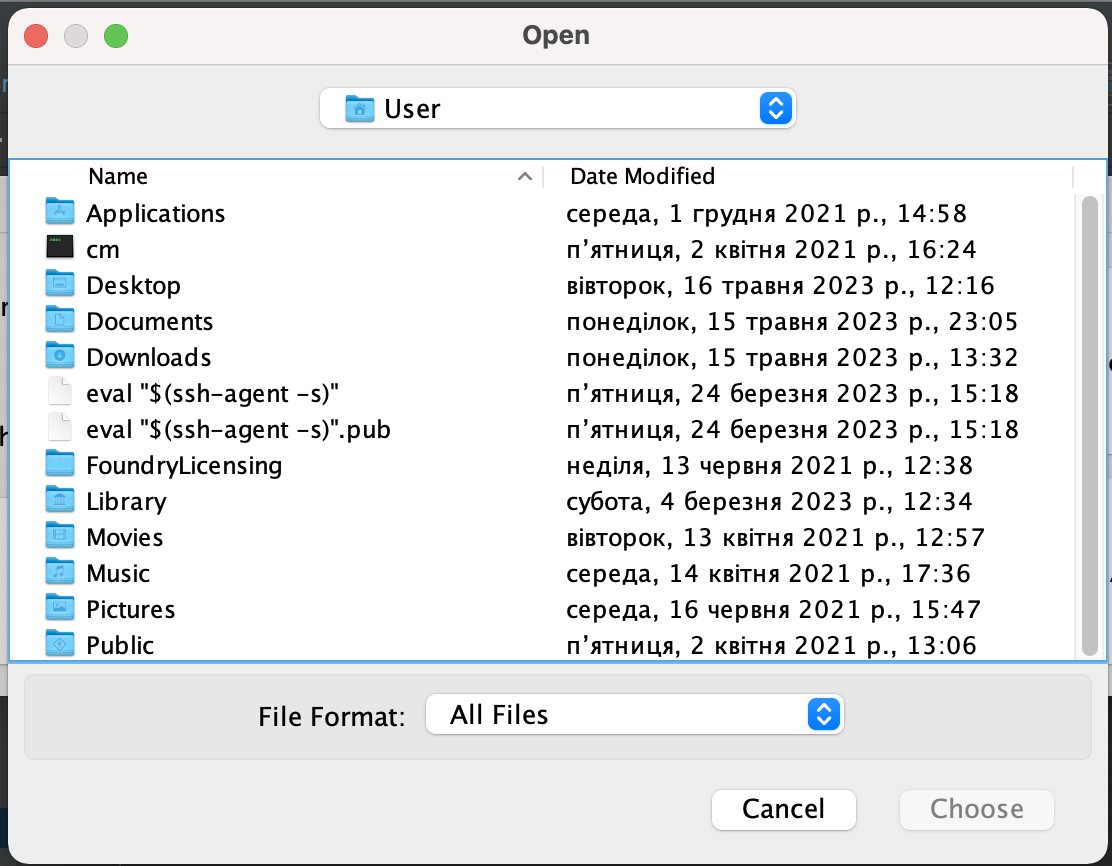 Open
User
Name Date Modified
Applications середа, 1 грудня 2021 р., 14:58
cm п’ятниця, 2 квітня 2021 р., 16:24
Desktop вівторок, 16 травня 2023 р., 12:16
Documents понеділок, 15 травня 2023 р., 23:05
Downloads понеділок, 15 травня 2023 р., 13:32
eval "$(ssh-agent -s)" п’ятниця, 24 березня 2023 р., 15:18
eval "$(ssh-agent -s)".pub п’ятниця, 24 березня 2023 р., 15:18
FoundryLicensing неділя, 13 червня 2021 р., 12:38
Library субота, 4 березня 2023 р., 12:34
Movies вівторок, 13 квітня 2021 р., 12:57
Music середа, 14 квітня 2021 р., 17:36
Pictures середа, 16 червня 2021 р., 15:47
Public п’ятниця, 2 квітня 2021 р., 13:06
File Format: All Files
Cancel Choose